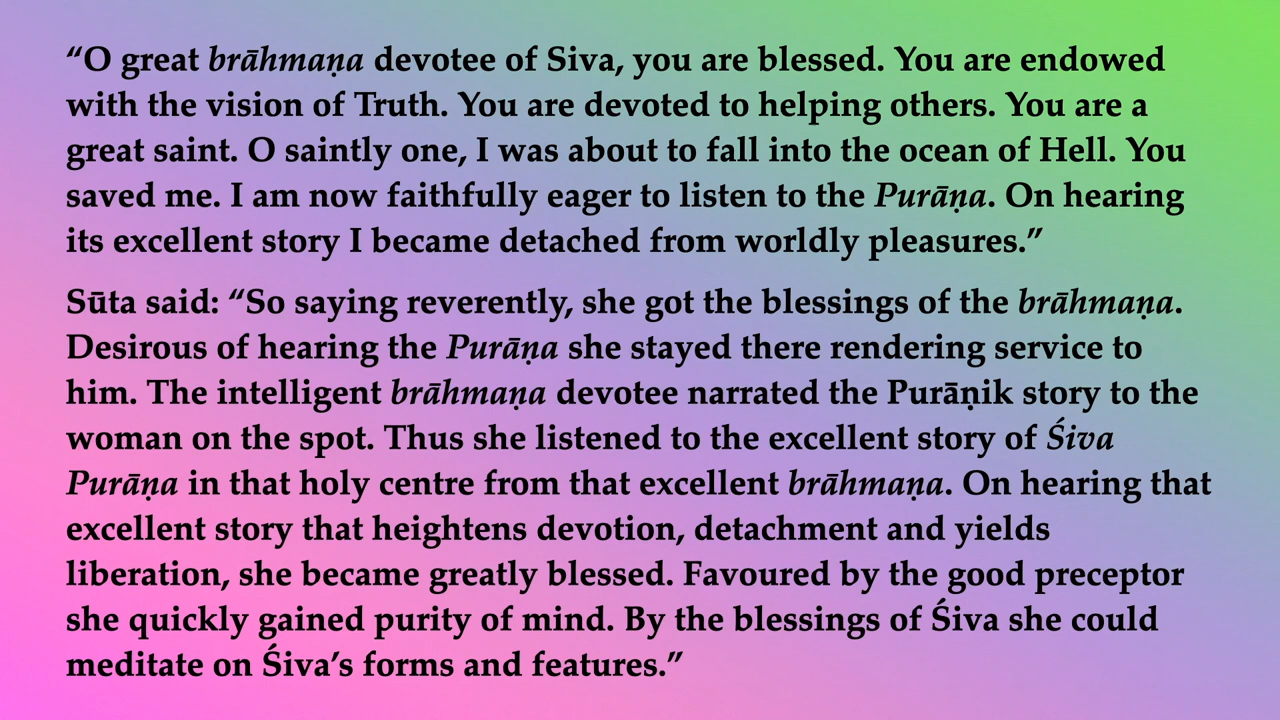 “O great brāhmaṇa devotee of Siva, you are blessed. You are endowed
with the vision of Truth. You are devoted to helping others. You are a
great saint. O saintly one, I was about to fall into the ocean of Hell. You
saved me. I am now faithfully eager to listen to the Purāṇa. On hearing
its excellent story I became detached from worldly pleasures.”
Sūta said: “So saying reverently, she got the blessings of the brāhmaṇa.
Desirous of hearing the Purāṇa she stayed there rendering service to
him. The intelligent brāhmaṇa devotee narrated the Purāṇik story to the
woman on the spot. Thus she listened to the excellent story of Śiva
Purāṇa in that holy centre from that excellent brāhmaṇa. On hearing that
excellent story that heightens devotion, detachment and yields
liberation, she became greatly blessed. Favoured by the good preceptor
she quickly gained purity of mind. By the blessings of Śiva she could
meditate on Śiva’s forms and features.”